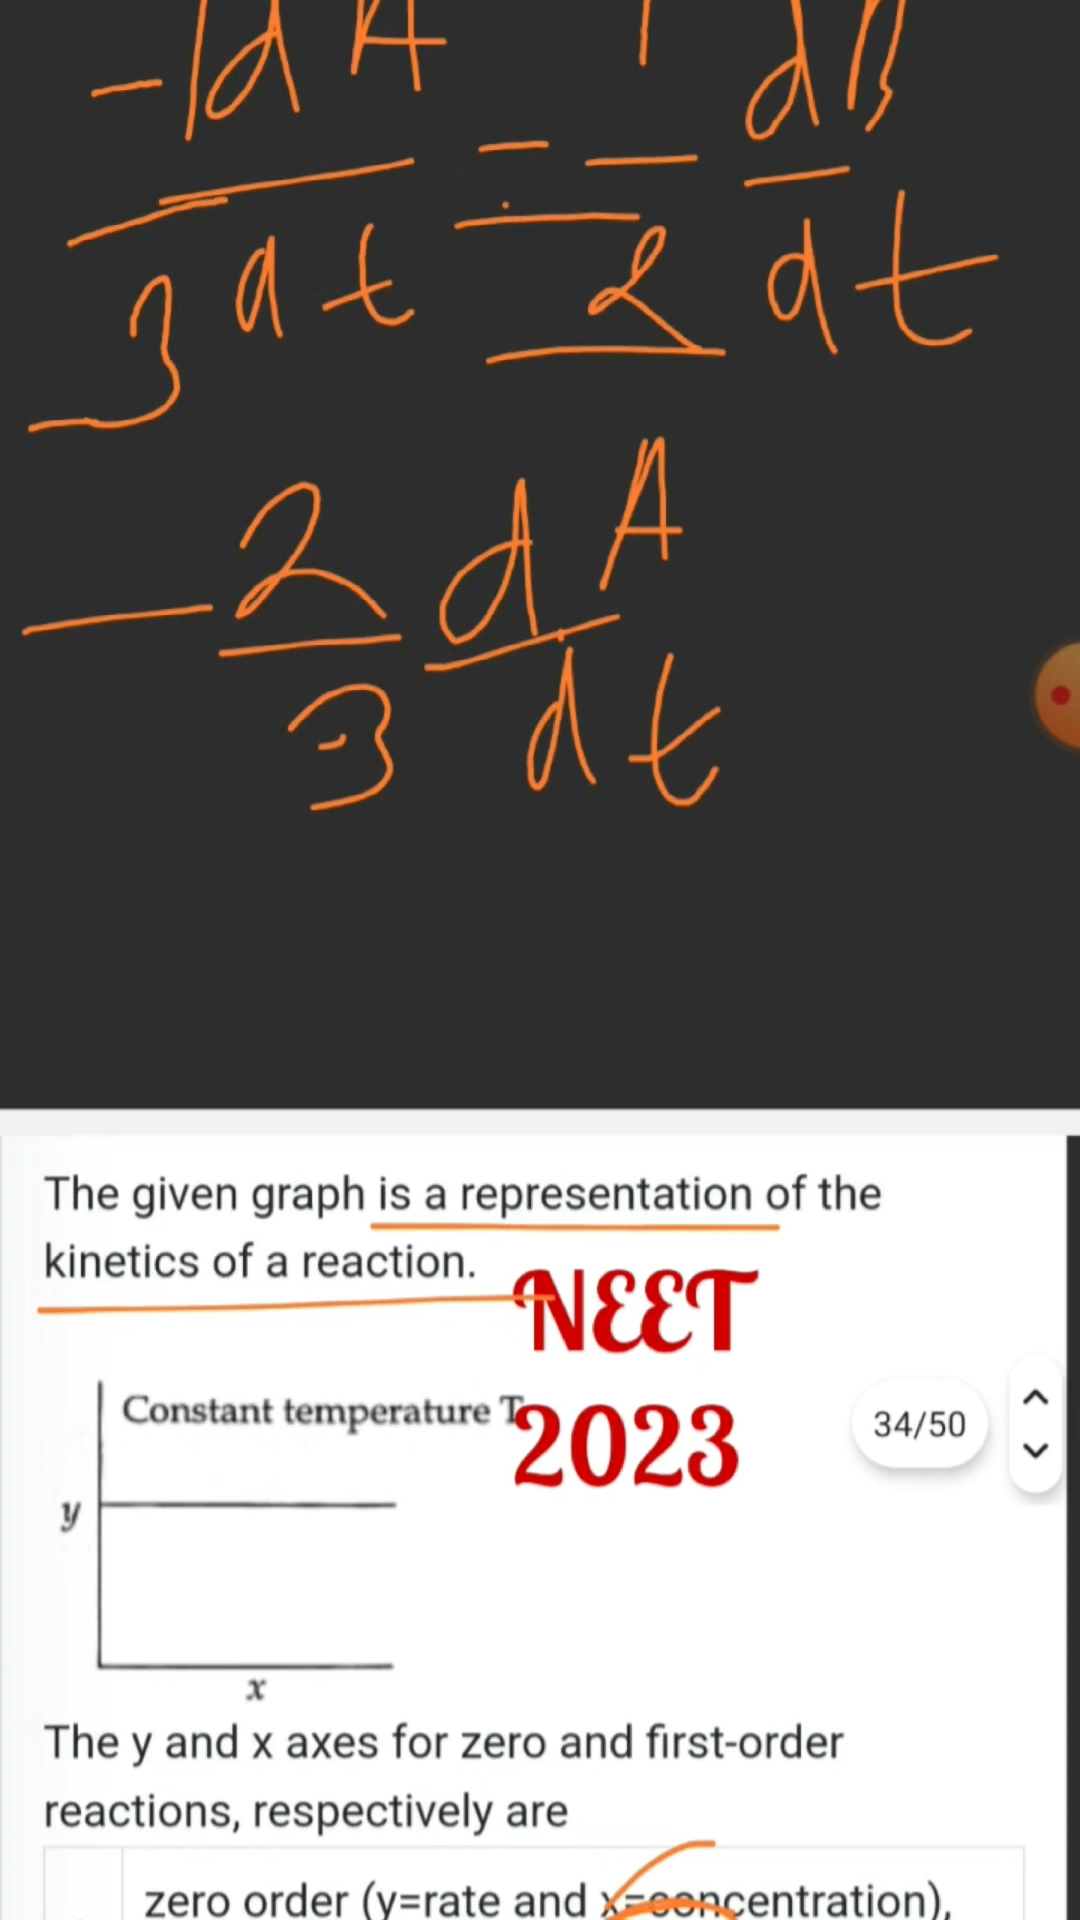 -1 dA = - 1 dB
3 dt 2 dt
- 2 dA
3 dt
The given graph is a representation of the
kinetics of a reaction.
NEET
2023
Constant temperature T
34/50
y
x
The y and x axes for zero and first-order
reactions, respectively are
zero order (y=rate and x=concentration),